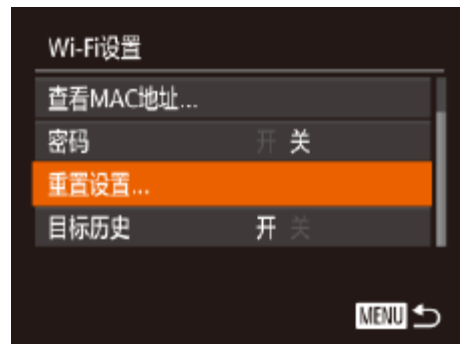 Wi-Fi设置
查看MAC地址...
密码 开 关
重置设置...
目标历史 开 关
MENU